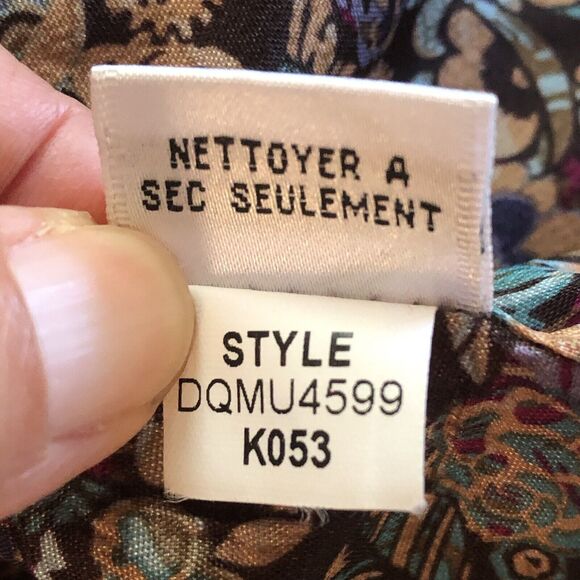 NETTOYER A
SEC SEULEMENT
STYLE
DQMU4599
K053